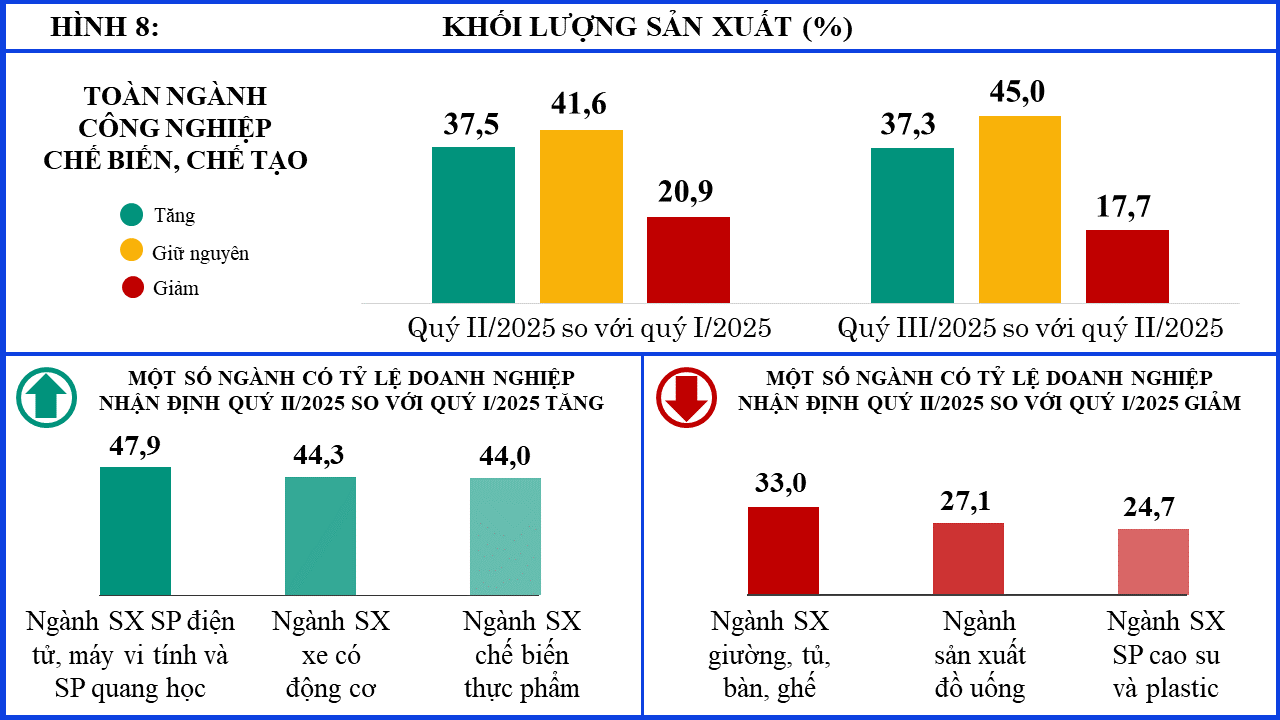 HÌNH 8:
KHỐI LƯỢNG SẢN XUẤT (%)
TOÀN NGÀNH
CÔNG NGHIỆP
CHẾ BIẾN, CHẾ TẠO
Tăng
Giữ nguyên
Giảm
37,5
41,6
20,9
37,3
45,0
17,7
Quý II/2025 so với quý I/2025
Quý III/2025 so với quý II/2025
MỘT SỐ NGÀNH CÓ TỶ LỆ DOANH NGHIỆP
NHẬN ĐỊNH QUÝ II/2025 SO VỚI QUÝ I/2025 TĂNG
47,9
44,3
44,0
Ngành SX SP điện
tử, máy vi tính và
SP quang học
Ngành SX
xe có
động cơ
Ngành SX
chế biến
thực phẩm
MỘT SỐ NGÀNH CÓ TỶ LỆ DOANH NGHIỆP
NHẬN ĐỊNH QUÝ II/2025 SO VỚI QUÝ I/2025 GIẢM
33,0
27,1
24,7
Ngành SX
giường, tủ,
bàn, ghế
Ngành
sản xuất
đồ uống
Ngành SX
SP cao su
và plastic